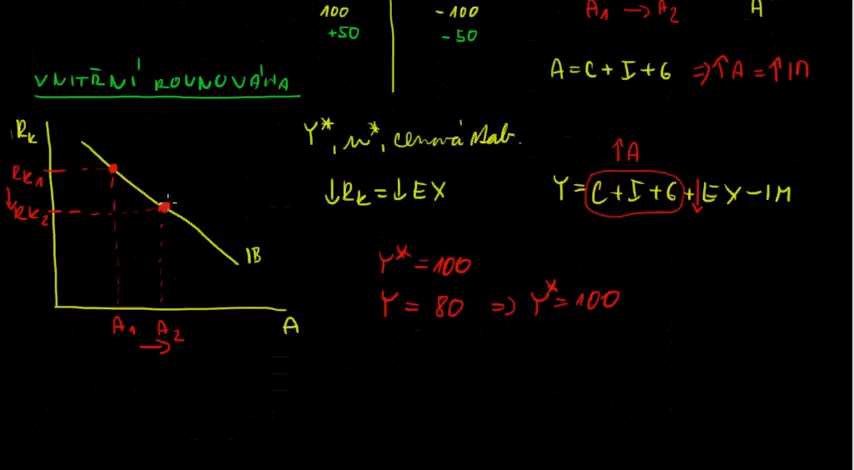 100 -100
+50 -50
A₁ → A₂ A
A = C + I + G ⇒ ↑A = ↑IM
VNITŘNÍ ROVNOVÁHA
Rk
Y*, u*, cenová stab.
↑A
Rk1
↓Rk = ↓EX
Y = C + I + G + ↓EX - IM
↓Rk2
IB
Y* = 100
Y = 80 ⇒ Y* = 100
A₁ → A₂ A